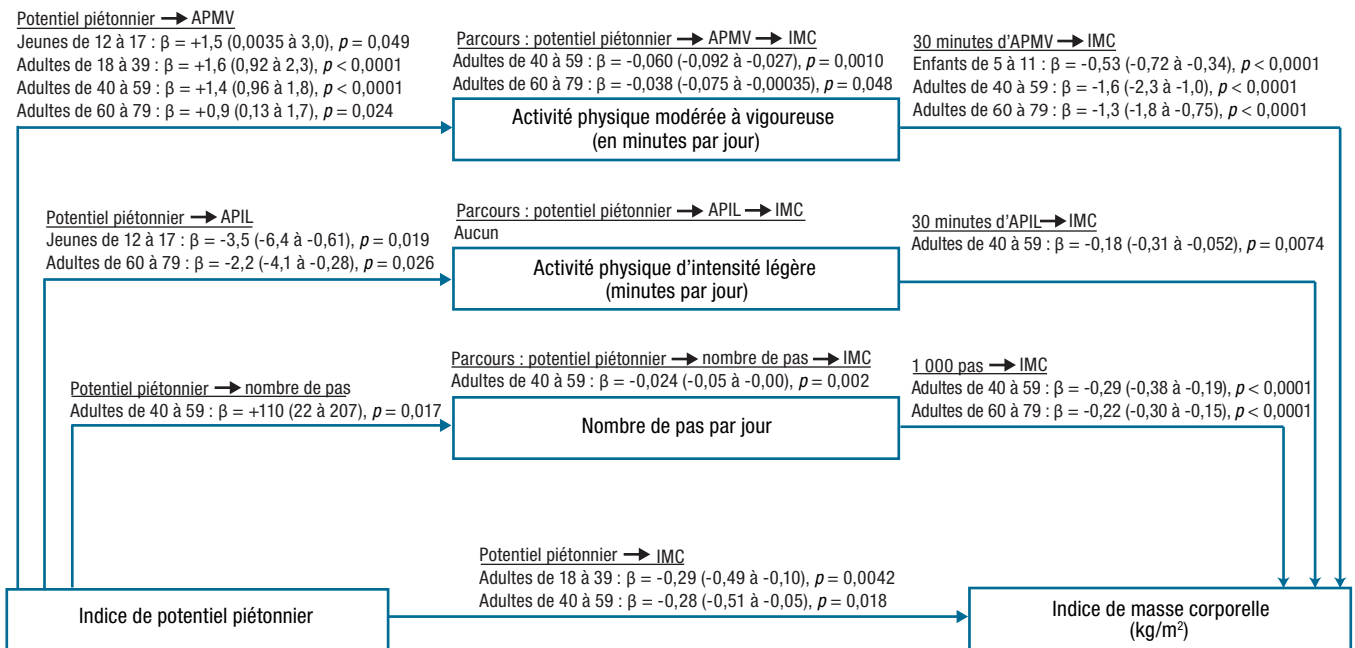 Potentiel piétonnier → APMV
Jeunes de 12 à 17 : β = +1,5 (0,0035 à 3,0), p = 0,049
Adultes de 18 à 39 : β = +1,6 (0,92 à 2,3), p < 0,0001
Adultes de 40 à 59 : β = +1,4 (0,96 à 1,8), p < 0,0001
Adultes de 60 à 79 : β = +0,9 (0,13 à 1,7), p = 0,024
Parcours : potentiel piétonnier → APMV → IMC
Adultes de 40 à 59 : β = -0,060 (-0,092 à -0,027), p = 0,0010
Adultes de 60 à 79 : β = -0,038 (-0,075 à -0,00035), p = 0,048
Activité physique modérée à vigoureuse
(en minutes par jour)
30 minutes d'APMV → IMC
Enfants de 5 à 11 : β = -0,53 (-0,72 à -0,34), p < 0,0001
Adultes de 40 à 59 : β = -1,6 (-2,3 à -1,0), p < 0,0001
Adultes de 60 à 79 : β = -1,3 (-1,8 à -0,75), p < 0,0001
Potentiel piétonnier → APIL
Jeunes de 12 à 17 : β = -3,5 (-6,4 à -0,61), p = 0,019
Adultes de 60 à 79 : β = -2,2 (-4,1 à -0,28), p = 0,026
Parcours : potentiel piétonnier → APIL → IMC
Aucun
Activité physique d'intensité légère
(minutes par jour)
30 minutes d'APIL → IMC
Adultes de 40 à 59 : β = -0,18 (-0,31 à -0,052), p = 0,0074
Potentiel piétonnier → nombre de pas
Adultes de 40 à 59 : β = +110 (22 à 207), p = 0,017
Parcours : potentiel piétonnier → nombre de pas → IMC
Adultes de 40 à 59 : β = -0,024 (-0,05 à -0,00), p = 0,002
Nombre de pas par jour
1 000 pas → IMC
Adultes de 40 à 59 : β = -0,29 (-0,38 à -0,19), p < 0,0001
Adultes de 60 à 79 : β = -0,22 (-0,30 à -0,15), p < 0,0001
Potentiel piétonnier → IMC
Adultes de 18 à 39 : β = -0,29 (-0,49 à -0,10), p = 0,0042
Adultes de 40 à 59 : β = -0,28 (-0,51 à -0,05), p = 0,018
Indice de potentiel piétonnier
Indice de masse corporelle
(kg/m²)